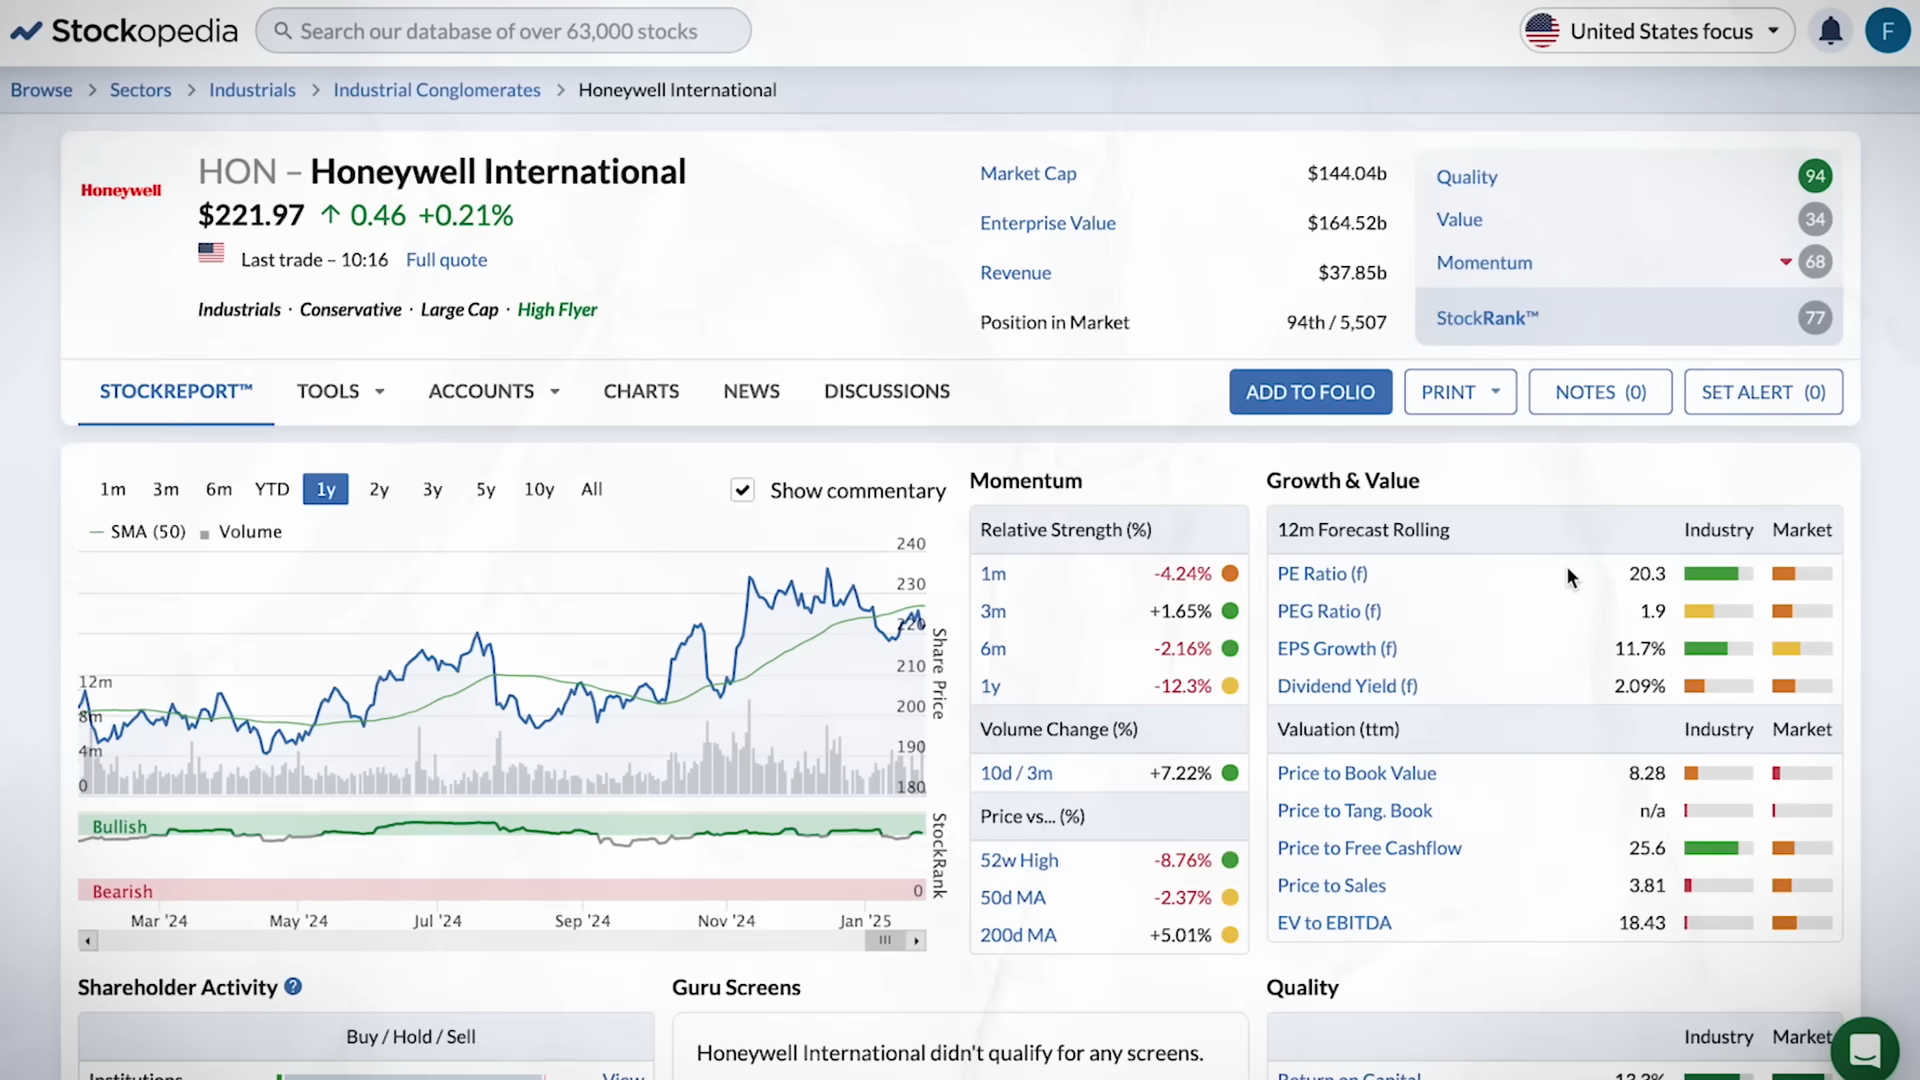 Stockopedia
Search our database of over 63,000 stocks
United States focus
F
Browse > Sectors > Industrials > Industrial Conglomerates > Honeywell International
Honeywell
HON – Honeywell International
$221.97 ↑ 0.46 +0.21%
Last trade – 10:16 Full quote
Industrials · Conservative · Large Cap · High Flyer
Market Cap $144.04b
Enterprise Value $164.52b
Revenue $37.85b
Position in Market 94th / 5,507
Quality 94
Value 34
Momentum 68
StockRank™ 77
STOCKREPORT™ TOOLS ACCOUNTS CHARTS NEWS DISCUSSIONS
ADD TO FOLIO PRINT NOTES (0) SET ALERT (0)
1m 3m 6m YTD 1y 2y 3y 5y 10y All
Show commentary
SMA (50) Volume
240
230
220
210
200
190
180
Share Price
12m
8m
4m
0
Bullish
Bearish
0
StockRank
Mar '24 May '24 Jul '24 Sep '24 Nov '24 Jan '25
Momentum
Relative Strength (%)
1m -4.24%
3m +1.65%
6m -2.16%
1y -12.3%
Volume Change (%)
10d / 3m +7.22%
Price vs... (%)
52w High -8.76%
50d MA -2.37%
200d MA +5.01%
Growth & Value
12m Forecast Rolling Industry Market
PE Ratio (f) 20.3
PEG Ratio (f) 1.9
EPS Growth (f) 11.7%
Dividend Yield (f) 2.09%
Valuation (ttm) Industry Market
Price to Book Value 8.28
Price to Tang. Book n/a
Price to Free Cashflow 25.6
Price to Sales 3.81
EV to EBITDA 18.43
Shareholder Activity ?
Buy / Hold / Sell
Institutions View
Guru Screens
Honeywell International didn't qualify for any screens.
Quality
Industry Market
Return on Capital 13.3%